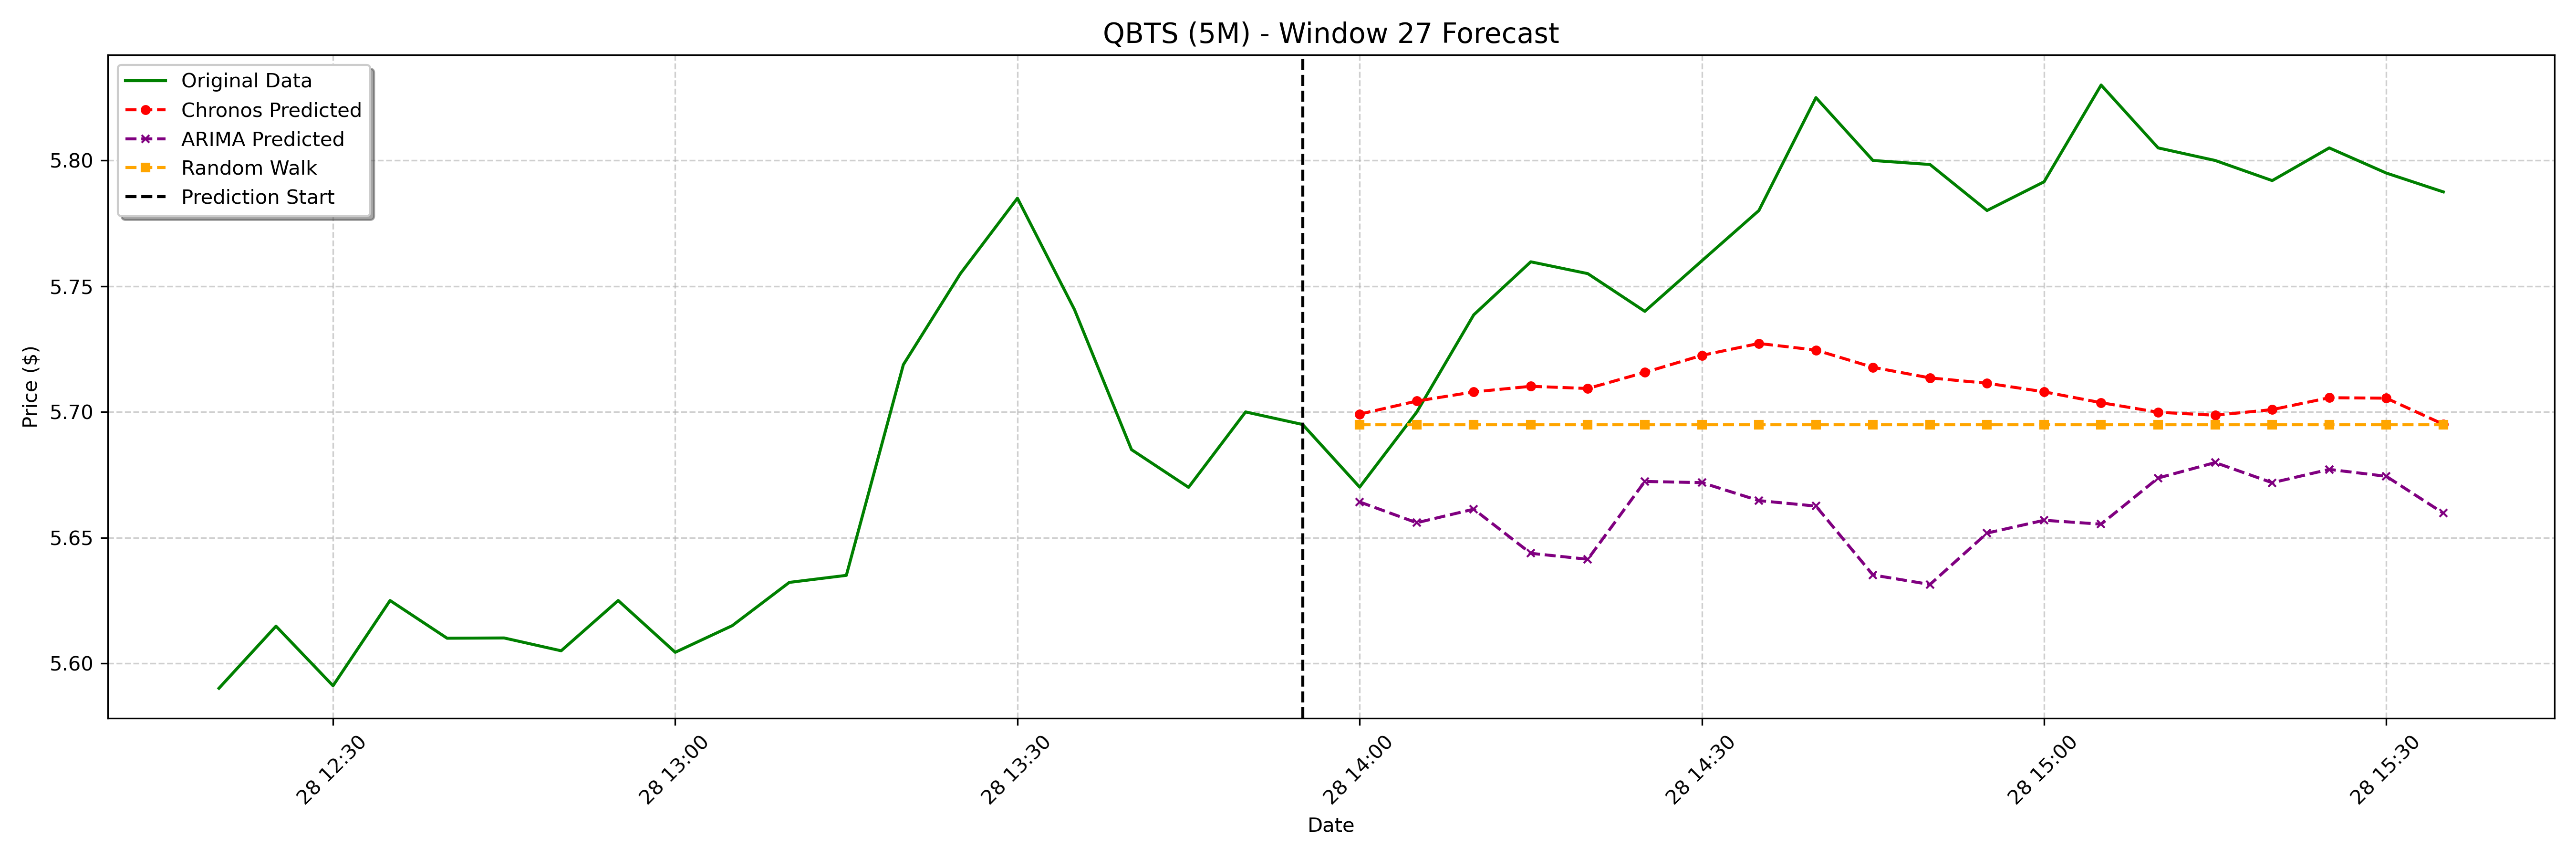 QBTS (5M) - Window 27 Forecast
Original Data
Chronos Predicted
ARIMA Predicted
Random Walk
Prediction Start
Price ($)
5.80
5.75
5.70
5.65
5.60
28 12:30
28 13:00
28 13:30
28 14:00
28 14:30
28 15:00
28 15:30
Date